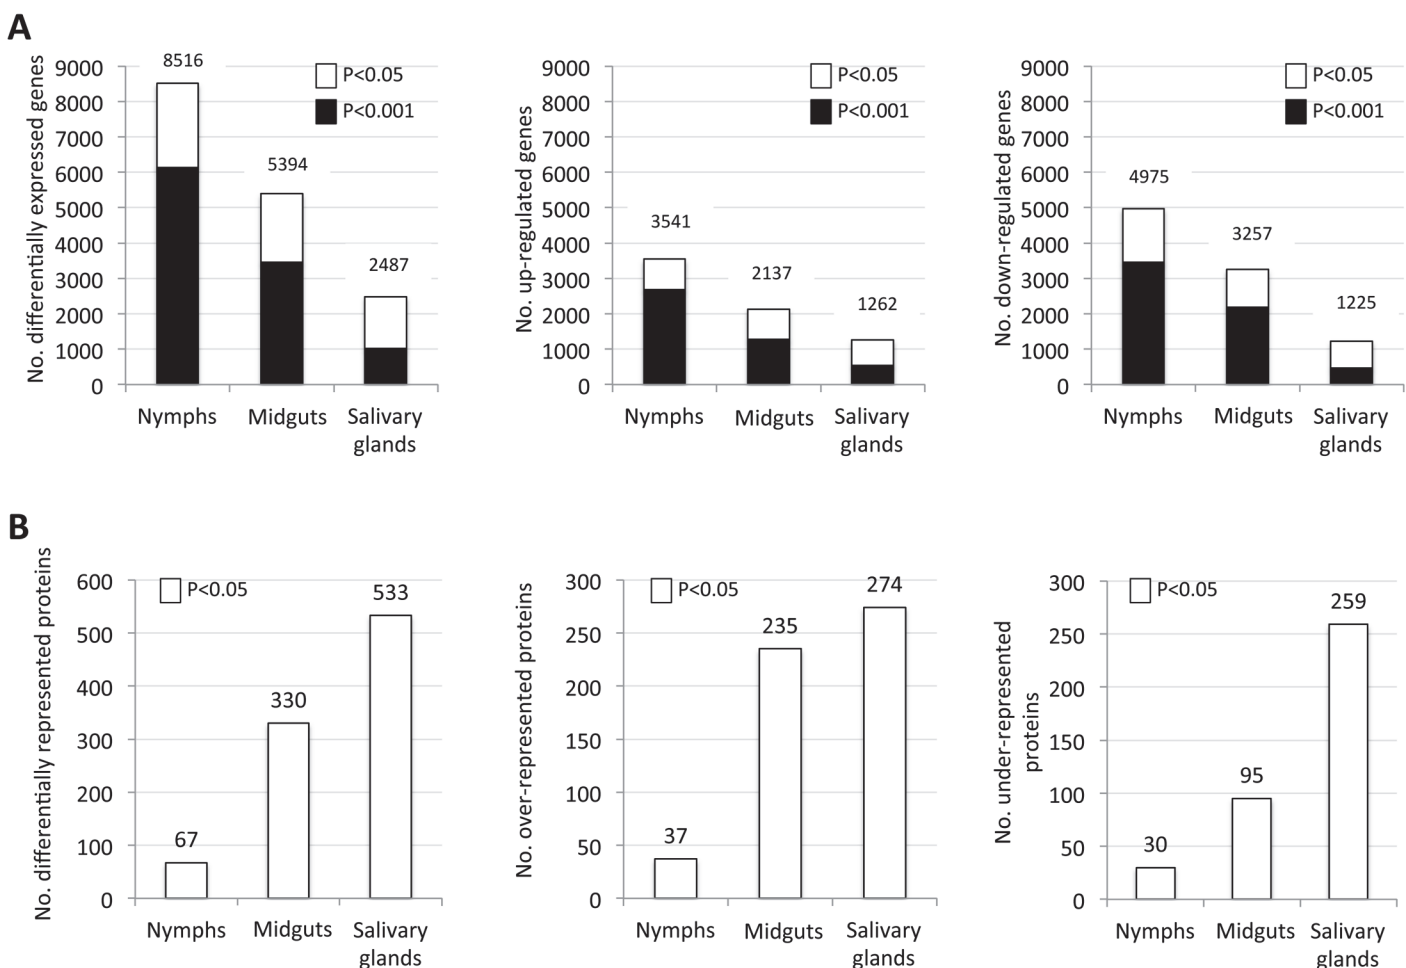 A
No. differentially expressed genes
9000
8000
7000
6000
5000
4000
3000
2000
1000
0
8516
5394
2487
P<0.05
P<0.001
Nymphs
Midguts
Salivary
glands
No. up-regulated genes
9000
8000
7000
6000
5000
4000
3000
2000
1000
0
3541
2137
1262
P<0.05
P<0.001
Nymphs
Midguts
Salivary
glands
No. down-regulated genes
9000
8000
7000
6000
5000
4000
3000
2000
1000
0
4975
3257
1225
P<0.05
P<0.001
Nymphs
Midguts
Salivary
glands
B
No. differentially represented proteins
600
500
400
300
200
100
0
P<0.05
67
330
533
Nymphs
Midguts
Salivary
glands
No. over-represented proteins
300
250
200
150
100
50
0
P<0.05
37
235
274
Nymphs
Midguts
Salivary
glands
No. under-represented
proteins
300
250
200
150
100
50
0
P<0.05
30
95
259
Nymphs
Midguts
Salivary
glands